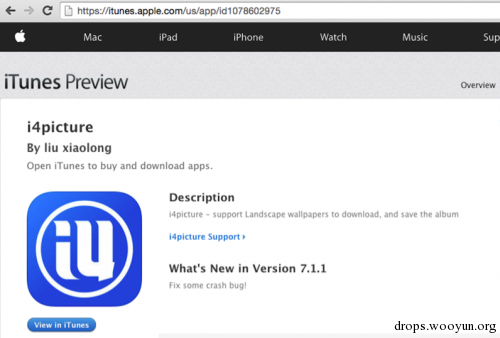 https://itunes.apple.com/us/app/id1078602975
Mac iPad iPhone Watch Music Sup
iTunes Preview
Overview
i4picture
By liu xiaolong
Open iTunes to buy and download apps.
i4
Description
i4picture - support Landscape wallpapers to download, and save the album
i4picture Support
What's New in Version 7.1.1
Fix some crash bug!
View in iTunes
drops.wooyun.org